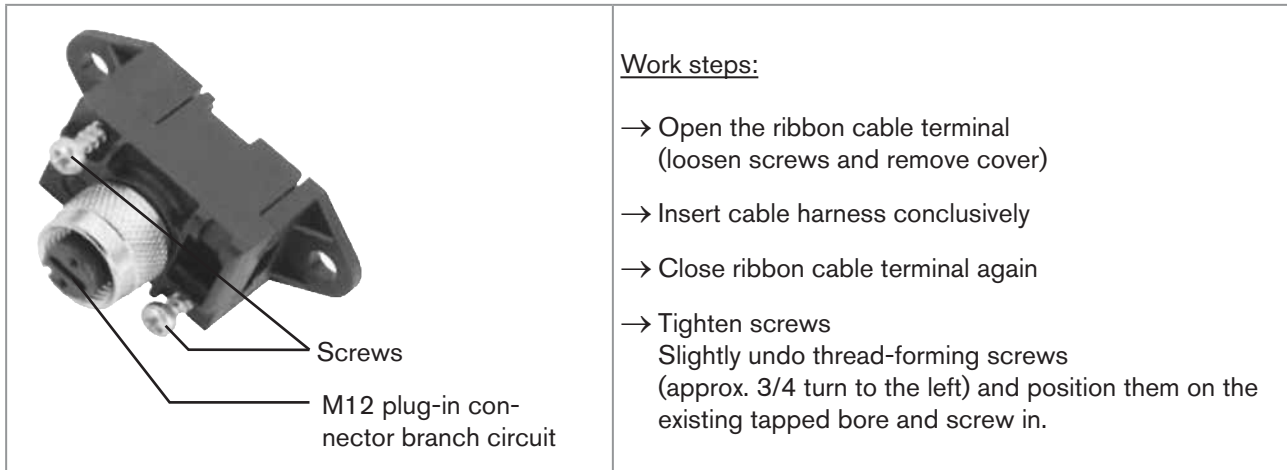 Screws
M12 plug-in con-
nector branch circuit
Work steps:
→ Open the ribbon cable terminal
(loosen screws and remove cover)
→ Insert cable harness conclusively
→ Close ribbon cable terminal again
→ Tighten screws
Slightly undo thread-forming screws
(approx. 3/4 turn to the left) and position them on the
existing tapped bore and screw in.